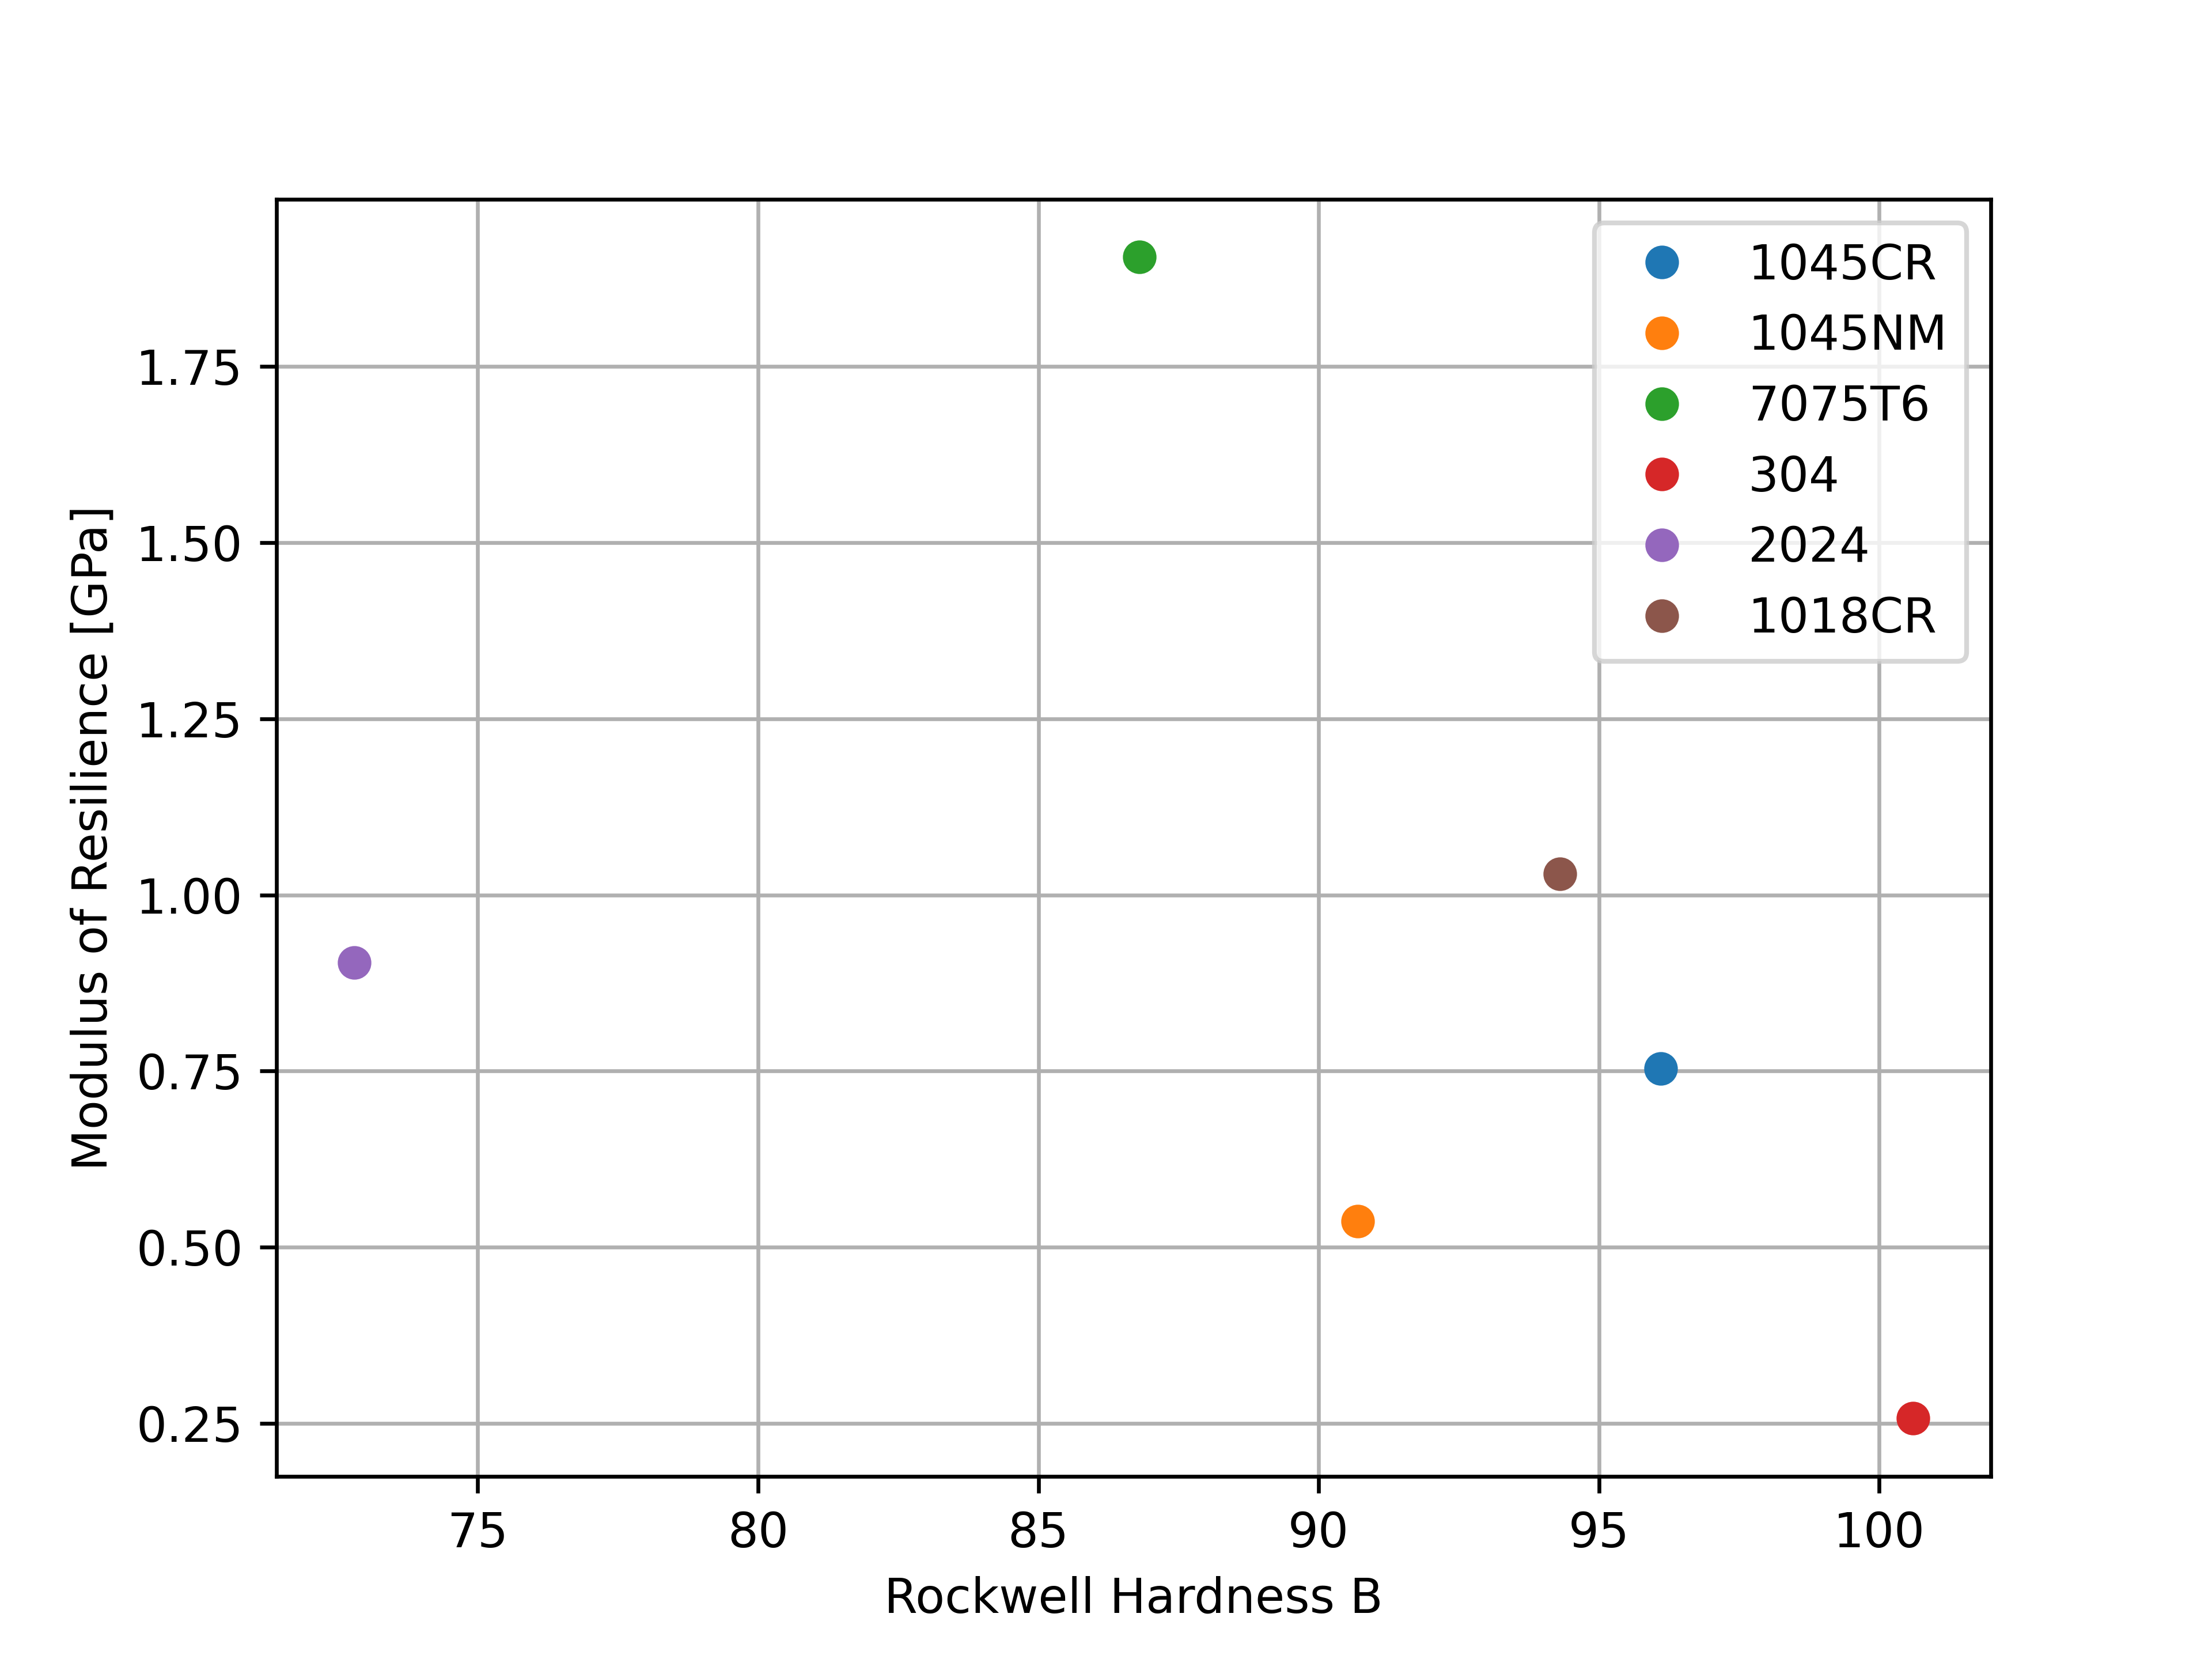 1045CR
1045NM
7075T6
304
2024
1018CR
1.75
1.50
1.25
1.00
0.75
0.50
0.25
Modulus of Resilience [GPa]
75 80 85 90 95 100
Rockwell Hardness B